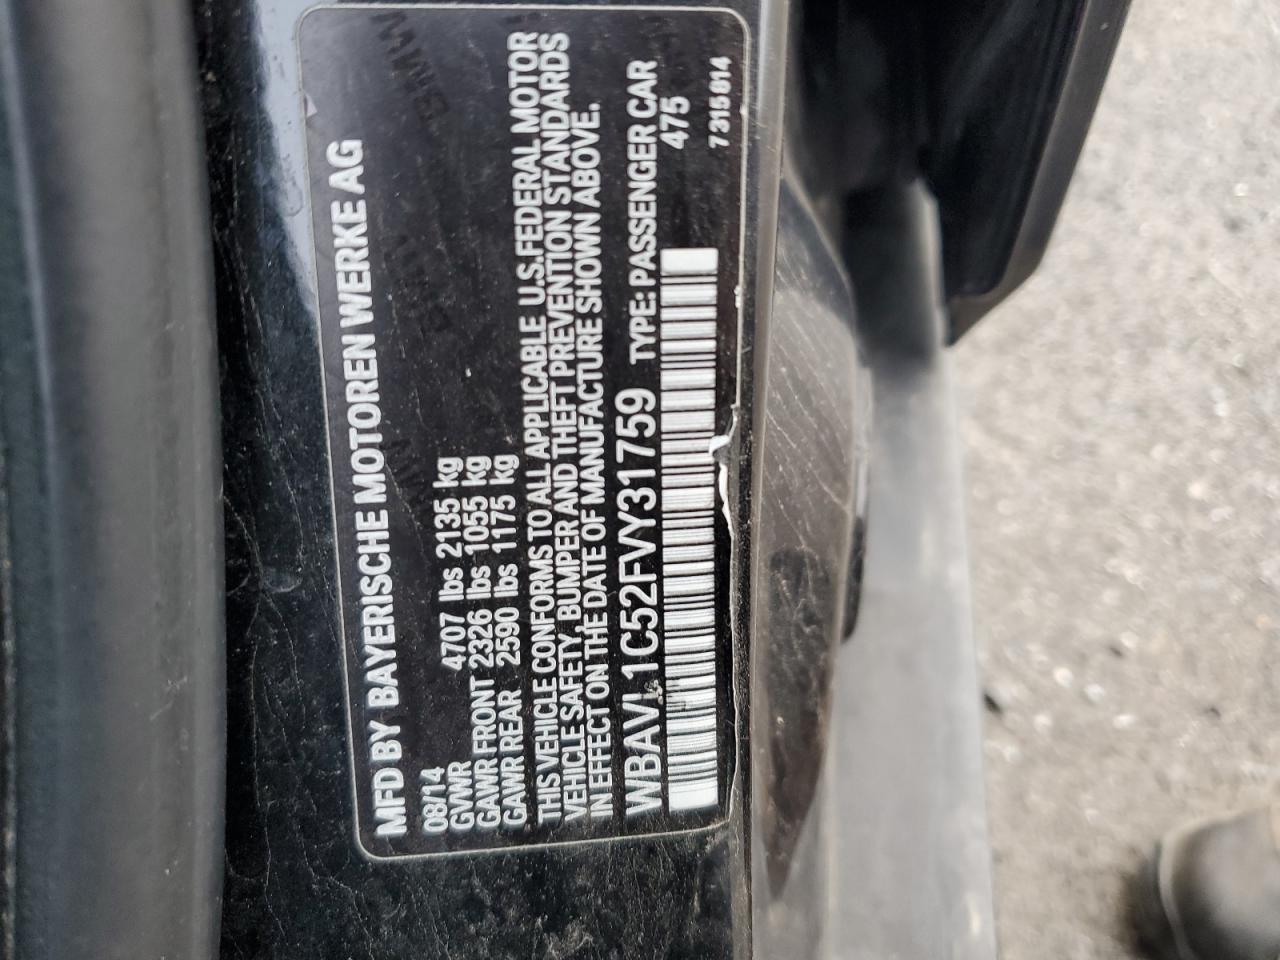 MFD BY BAYERISCHE MOTOREN WERKE AG
08/14
GVWR 4707 lbs 2135 kg
GAWR FRONT 2326 lbs 1055 kg
GAWR REAR 2590 lbs 1175 kg
THIS VEHICLE CONFORMS TO ALL APPLICABLE U.S.FEDERAL MOTOR
VEHICLE SAFETY, BUMPER AND THEFT PREVENTION STANDARDS
IN EFFECT ON THE DATE OF MANUFACTURE SHOWN ABOVE.
WBAVL1C52FVY31759 TYPE: PASSENGER CAR
475
7315814